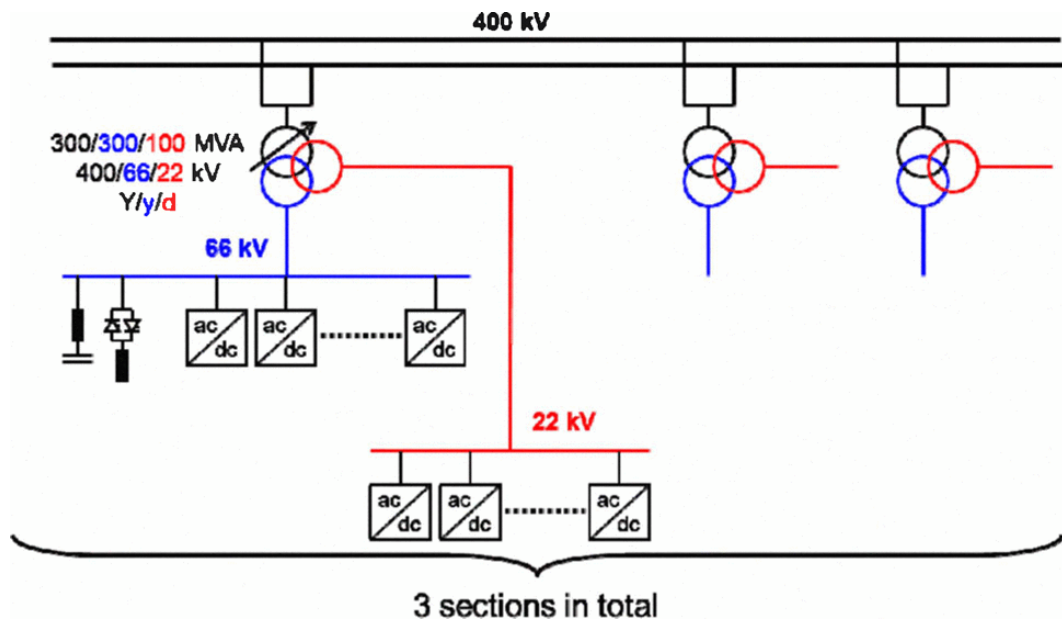 400 kV
300/300/100 MVA
400/66/22 kV
Y/y/d
66 kV
ac dc ac dc ac dc
22 kV
ac dc ac dc ac dc
3 sections in total